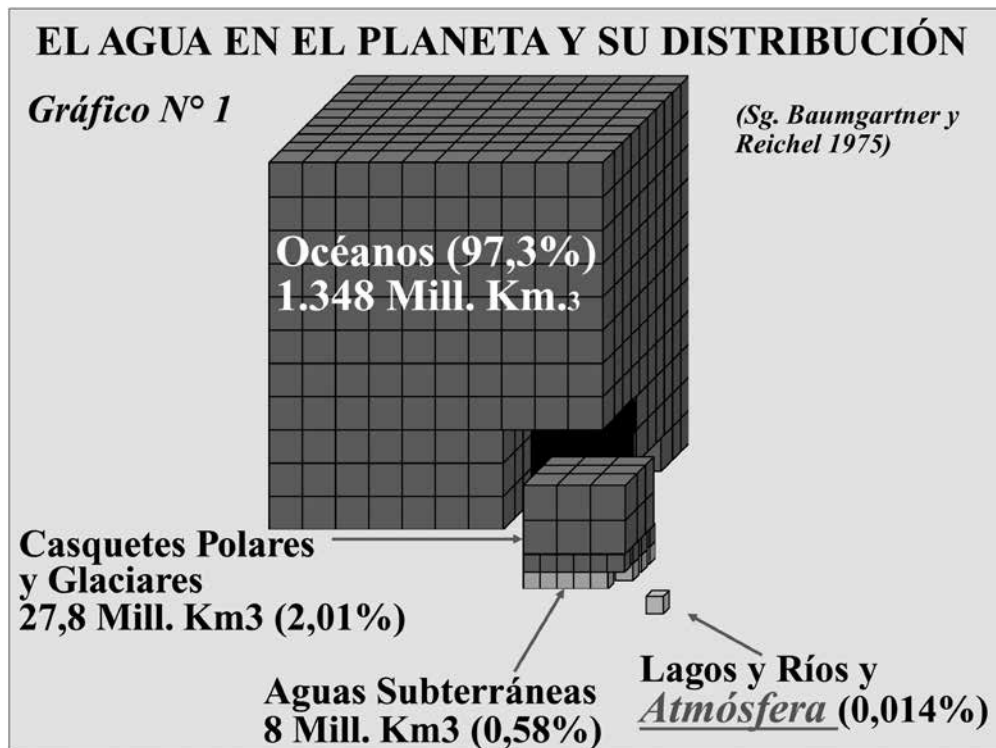 EL AGUA EN EL PLANETA Y SU DISTRIBUCIÓN
Gráfico N° 1
(Sg. Baumgartner y
Reichel 1975)
Océanos (97,3%)
1.348 Mill. Km.3
Casquetes Polares
y Glaciares
27,8 Mill. Km3 (2,01%)
Aguas Subterráneas
8 Mill. Km3 (0,58%)
Lagos y Ríos y
Atmósfera (0,014%)